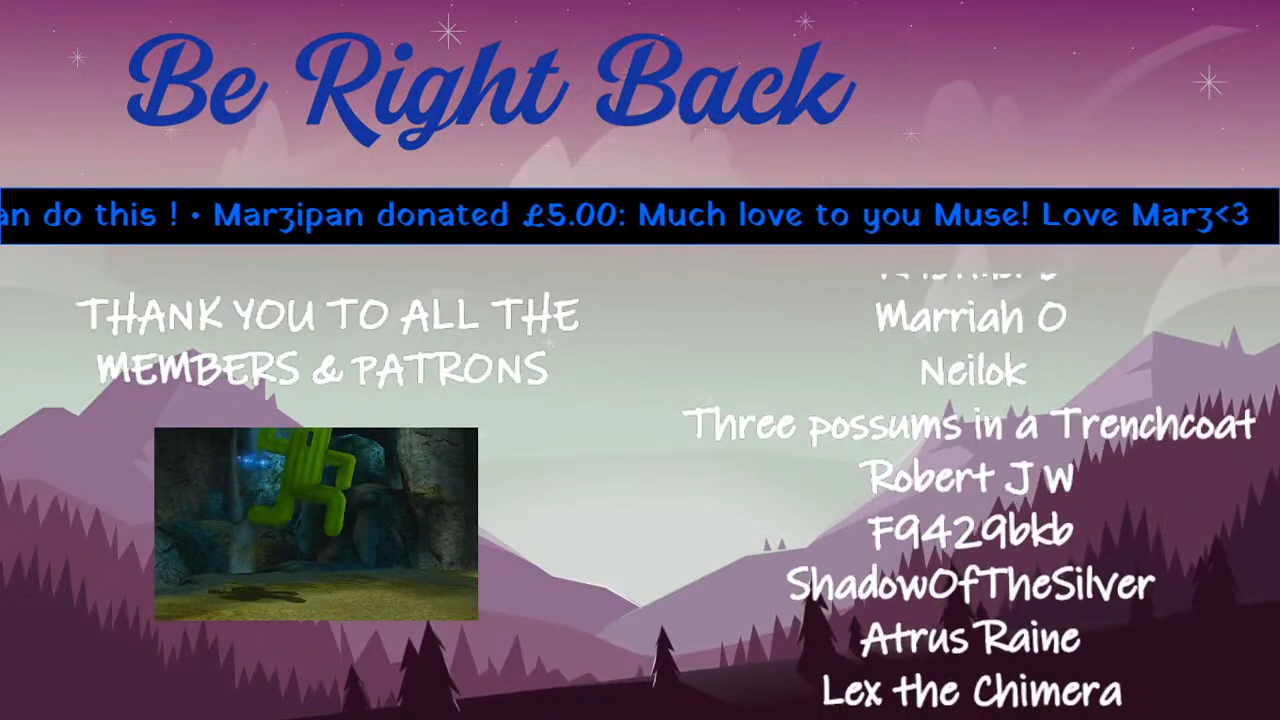 Be Right Back
do this ! • Marzipan donated £5.00: Much love to you Muse! Love Marz<3
THANK YOU TO ALL THE
MEMBERS & PATRONS
Marriah O
Neilok
Three possums in a Trenchcoat
Robert J W
F9429bkb
ShadowOfTheSilver
Atrus Raine
Lex the Chimera